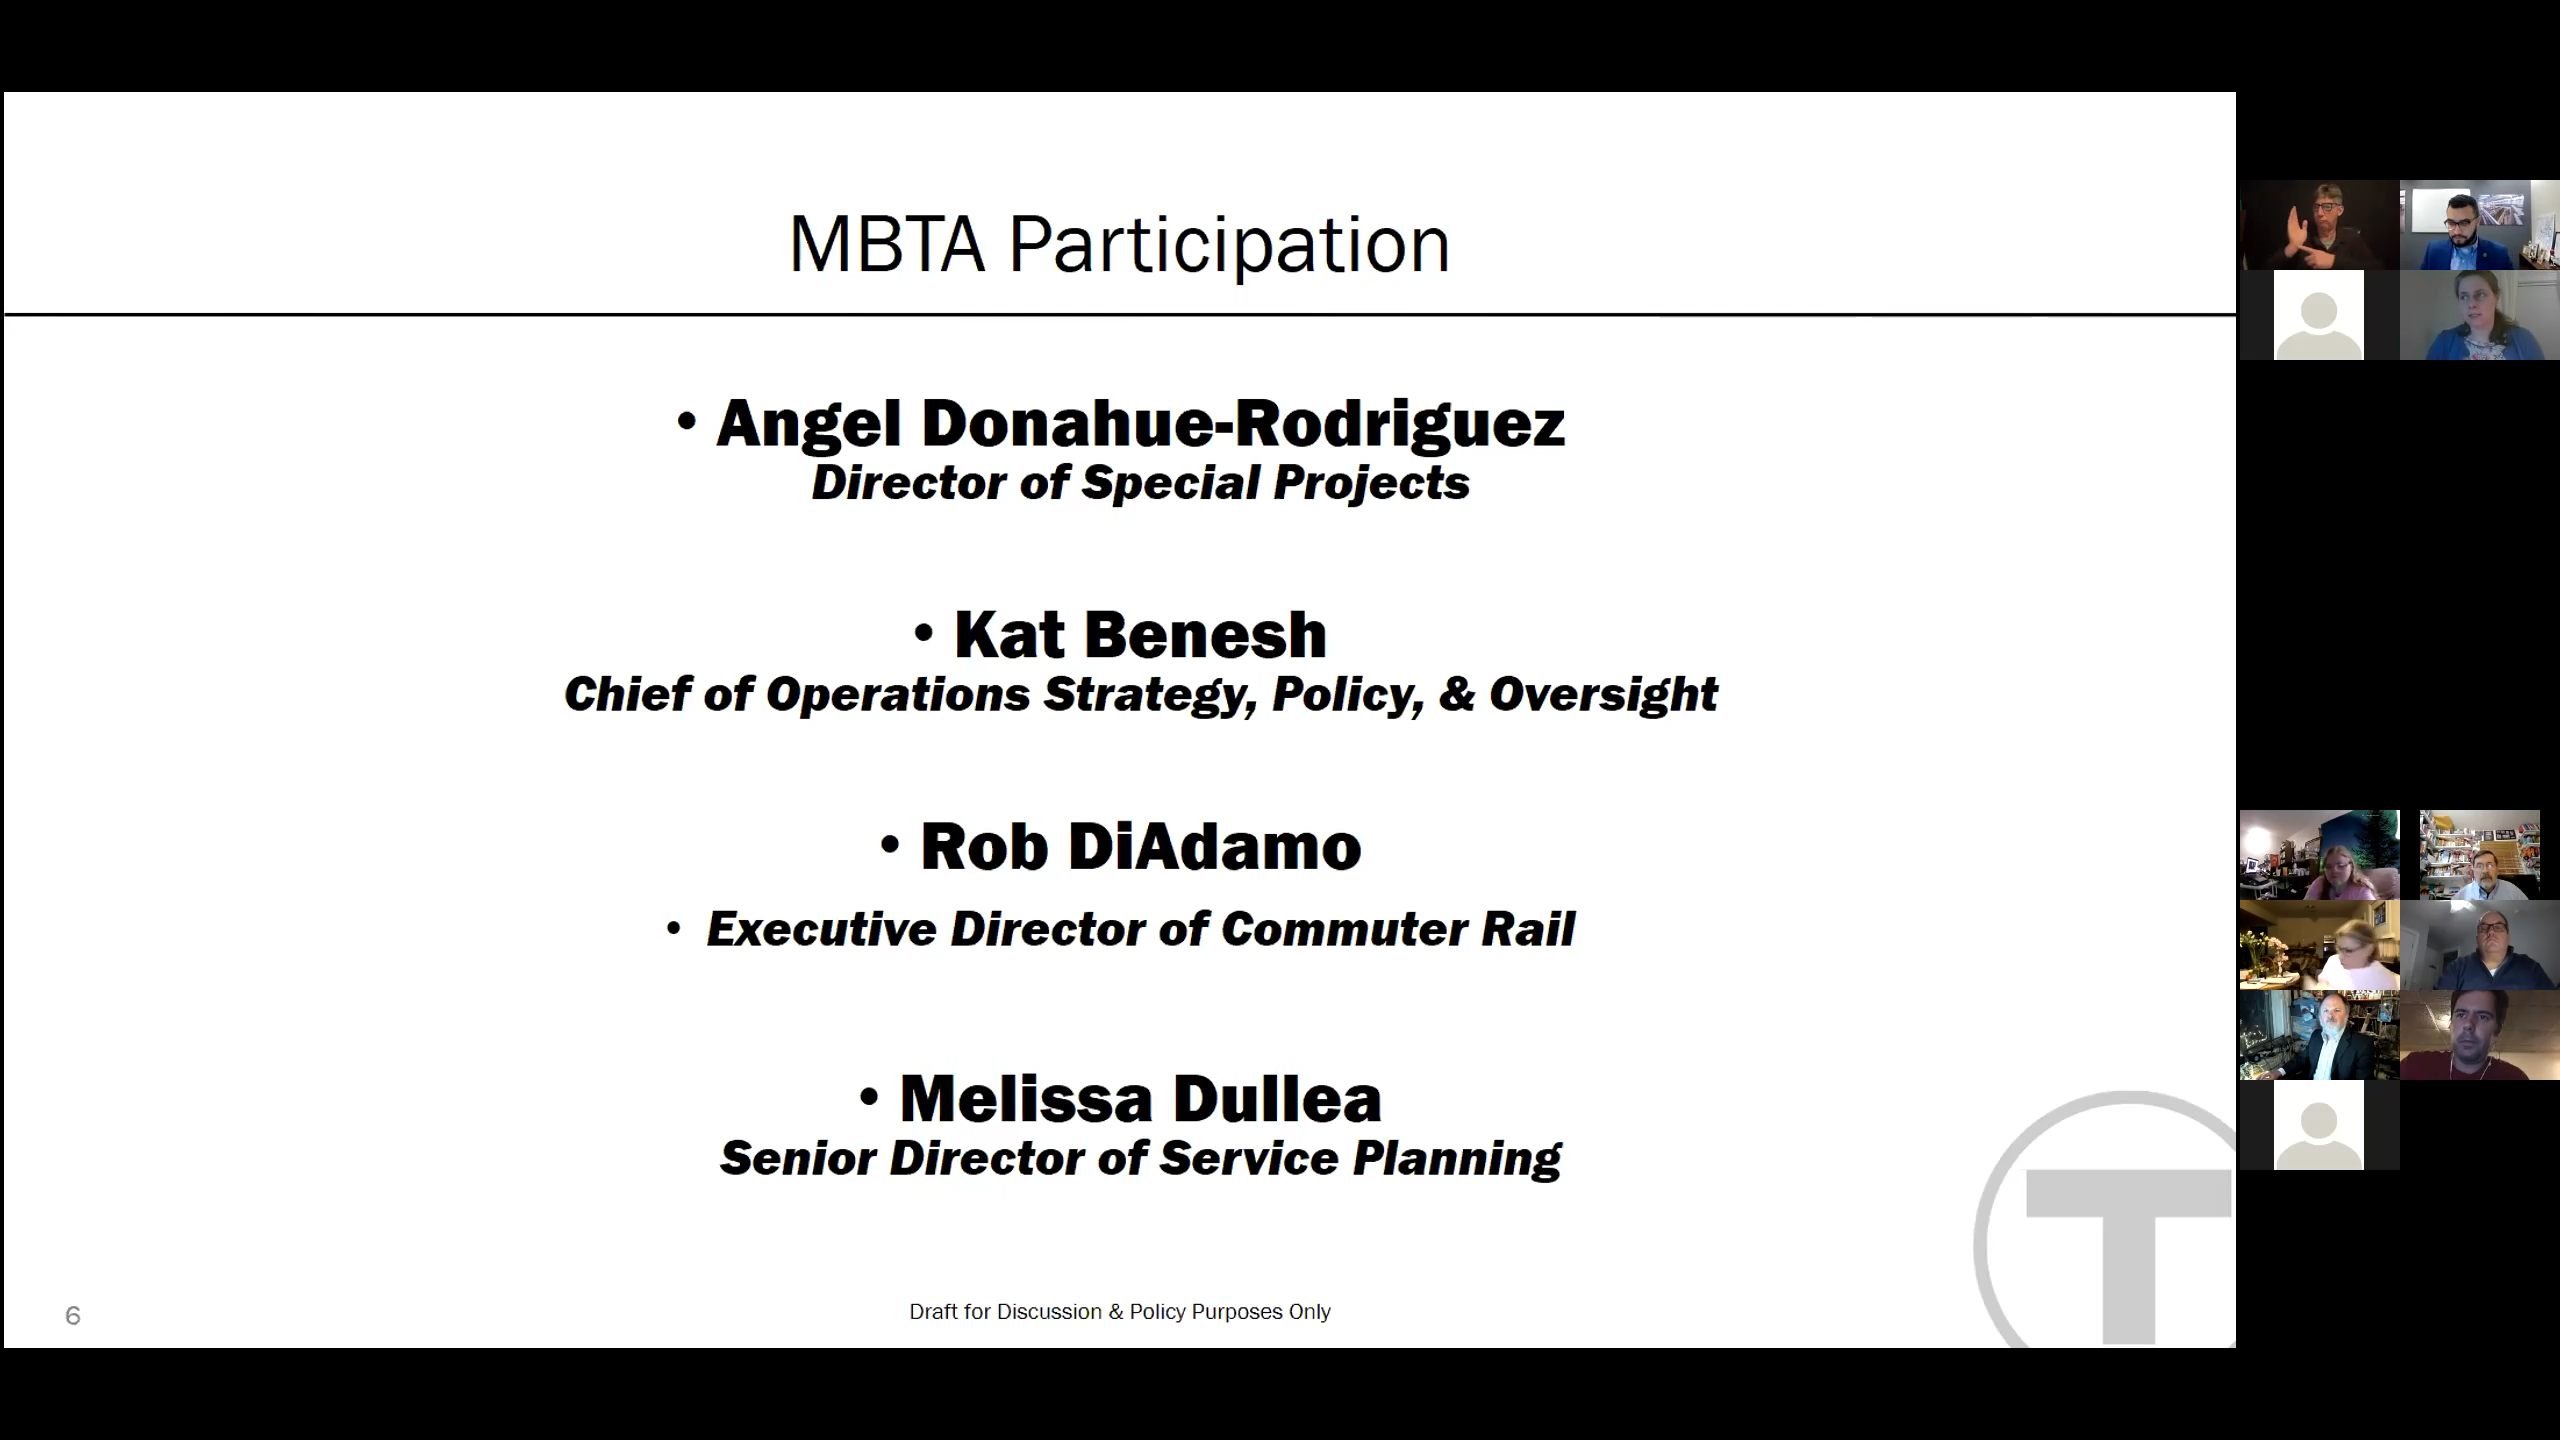 MBTA Participation
• Angel Donahue-Rodriguez
Director of Special Projects
• Kat Benesh
Chief of Operations Strategy, Policy, & Oversight
• Rob DiAdamo
• Executive Director of Commuter Rail
• Melissa Dullea
Senior Director of Service Planning
6
Draft for Discussion & Policy Purposes Only
T